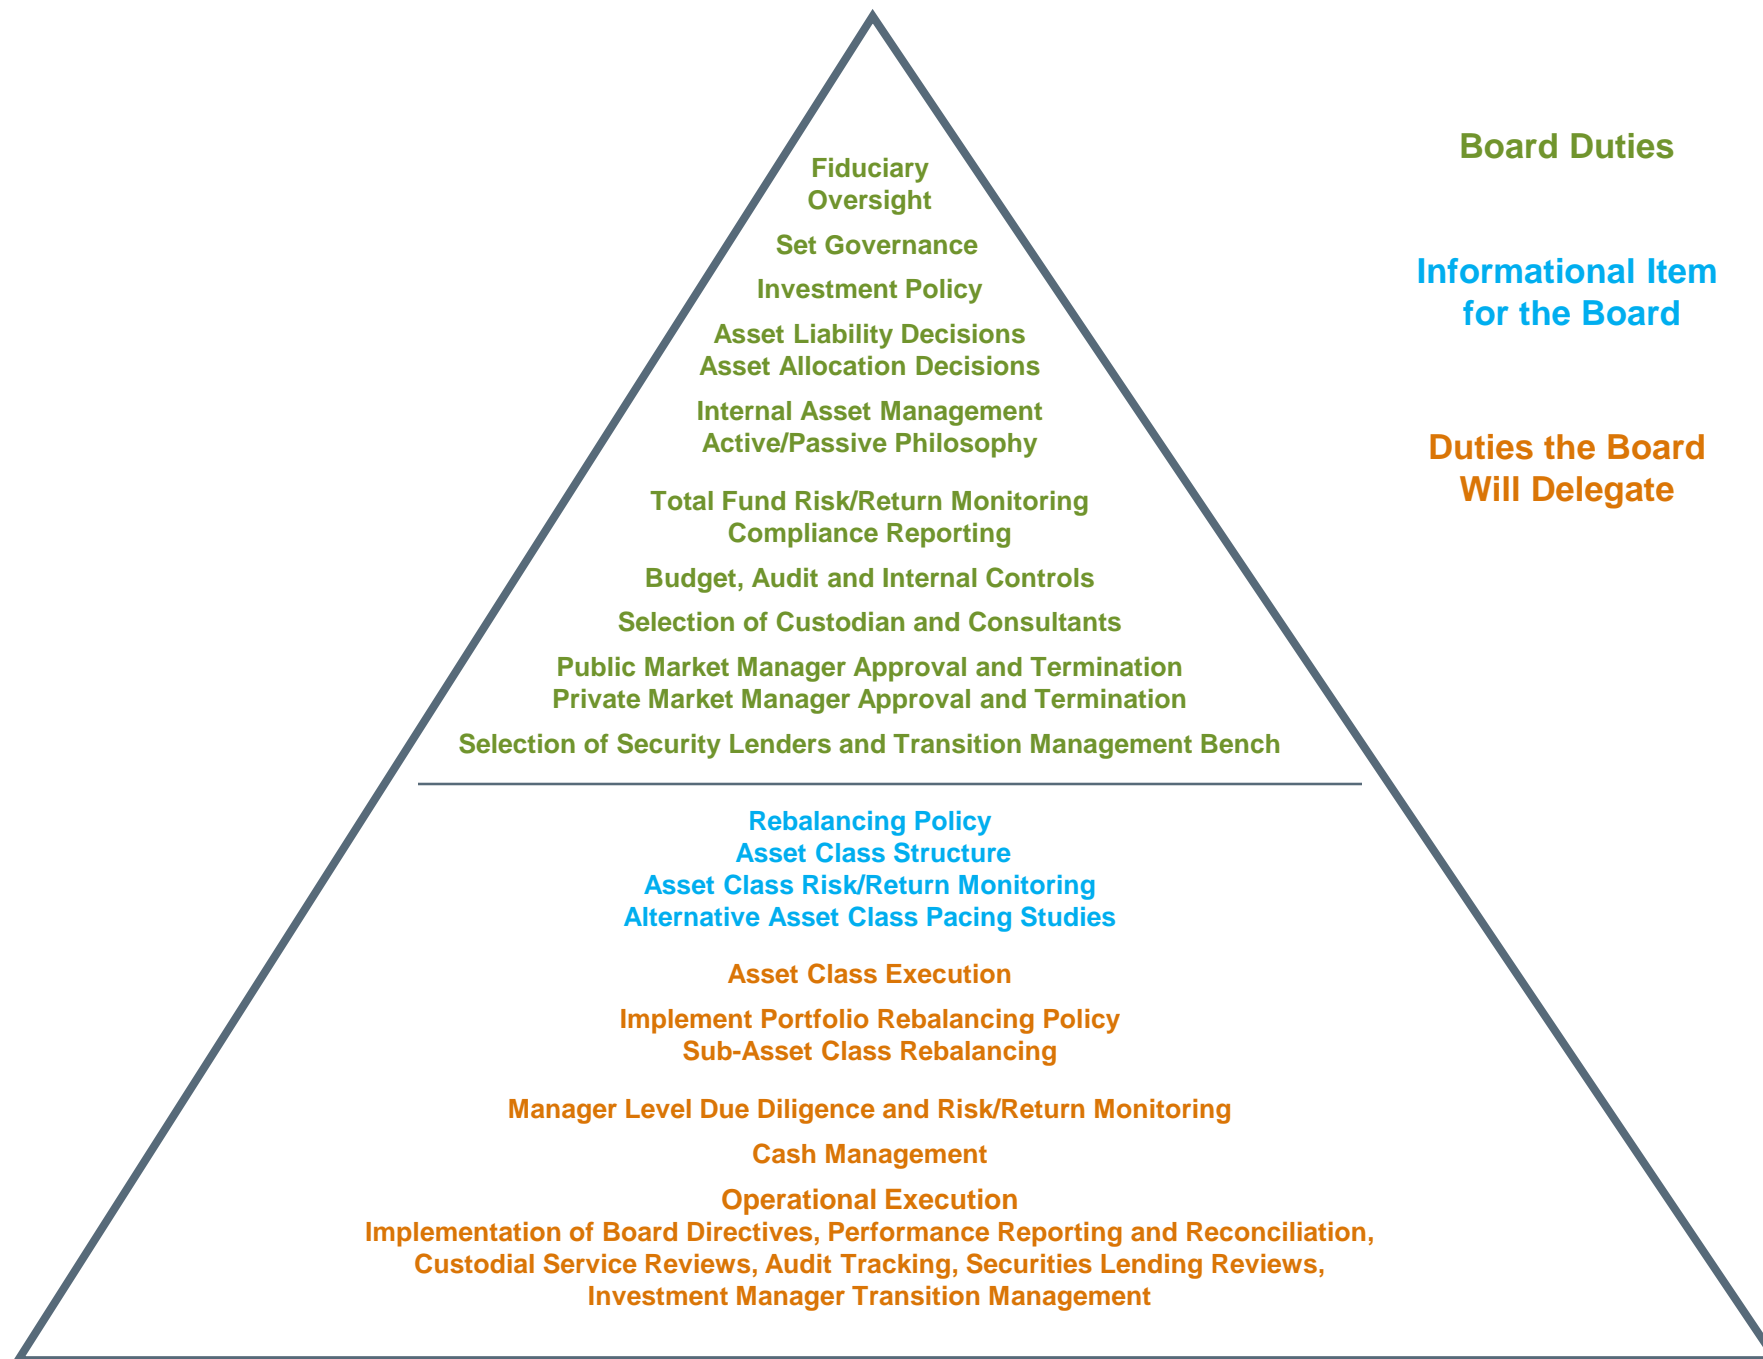 Fiduciary
Oversight
Set Governance
Investment Policy
Asset Liability Decisions
Asset Allocation Decisions
Internal Asset Management
Active/Passive Philosophy
Total Fund Risk/Return Monitoring
Compliance Reporting
Budget, Audit and Internal Controls
Selection of Custodian and Consultants
Public Market Manager Approval and Termination
Private Market Manager Approval and Termination
Selection of Security Lenders and Transition Management Bench
Rebalancing Policy
Asset Class Structure
Asset Class Risk/Return Monitoring
Alternative Asset Class Pacing Studies
Asset Class Execution
Implement Portfolio Rebalancing Policy
Sub-Asset Class Rebalancing
Manager Level Due Diligence and Risk/Return Monitoring
Cash Management
Operational Execution
Implementation of Board Directives, Performance Reporting and Reconciliation,
Custodial Service Reviews, Audit Tracking, Securities Lending Reviews,
Investment Manager Transition Management
Board Duties
Informational Item
for the Board
Duties the Board
Will Delegate